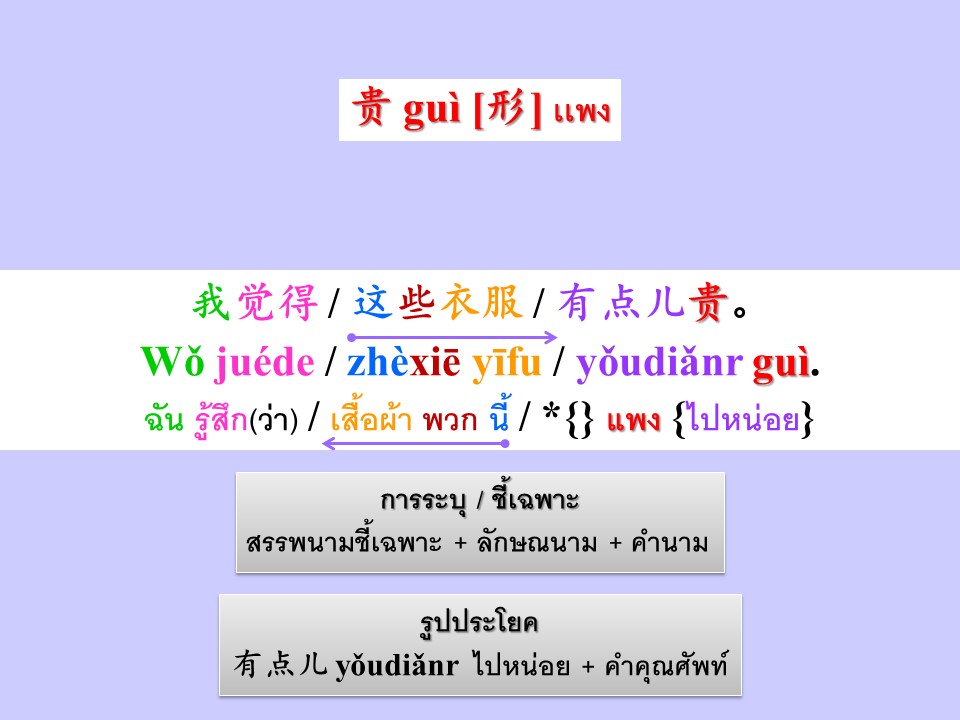 贵 guì [形] แพง
我觉得 / 这些衣服 / 有点儿贵。
Wǒ juéde / zhèxiē yīfu / yǒudiǎnr guì.
ฉัน รู้สึก(ว่า) / เสื้อผ้า พวก นี้ / *{} แพง {ไปหน่อย}
การระบุ / ชี้เฉพาะ
สรรพนามชี้เฉพาะ + ลักษณนาม + คำนาม
รูปประโยค
有点儿 yǒudiǎnr ไปหน่อย + คำคุณศัพท์